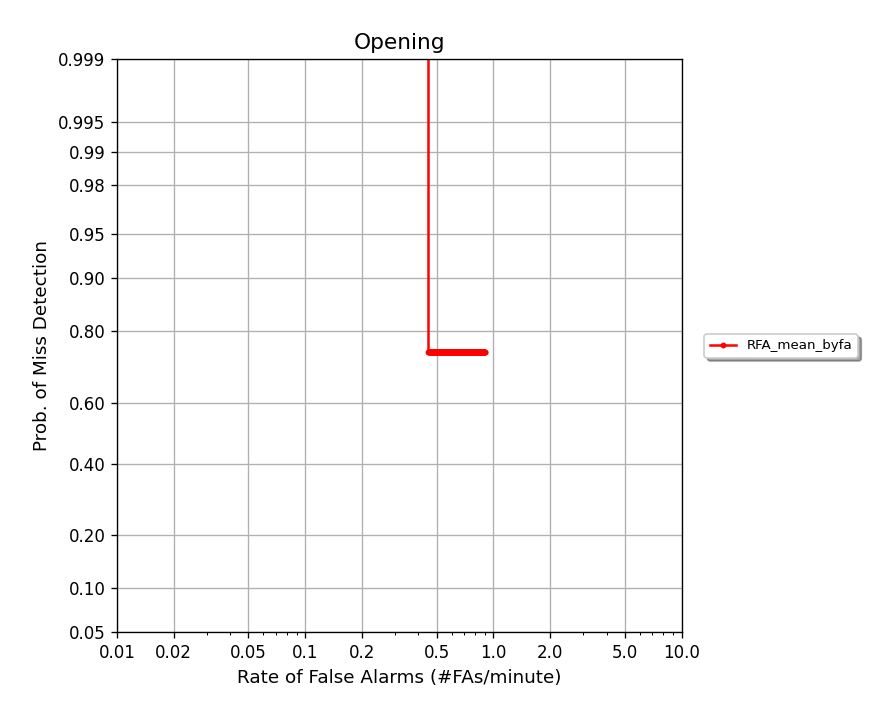 Opening
0.999
0.995
0.99
0.98
0.95
0.90
0.80
0.60
0.40
0.20
0.10
0.05
Prob. of Miss Detection
0.01 0.02 0.05 0.1 0.2 0.5 1.0 2.0 5.0 10.0
Rate of False Alarms (#FAs/minute)
RFA_mean_byfa